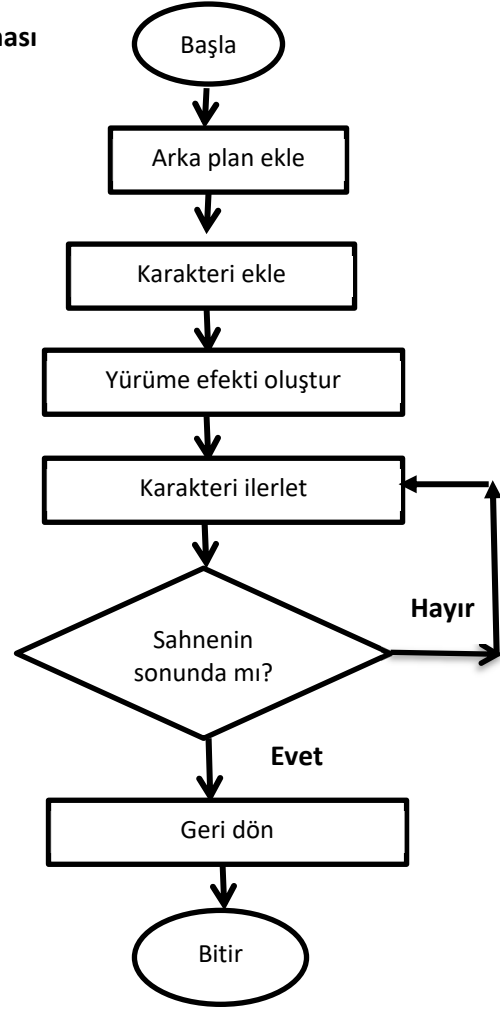 ması
Başla
Arka plan ekle
Karakteri ekle
Yürüme efekti oluştur
Karakteri ilerlet
Hayır
Sahnenin
sonunda mı?
Evet
Geri dön
Bitir